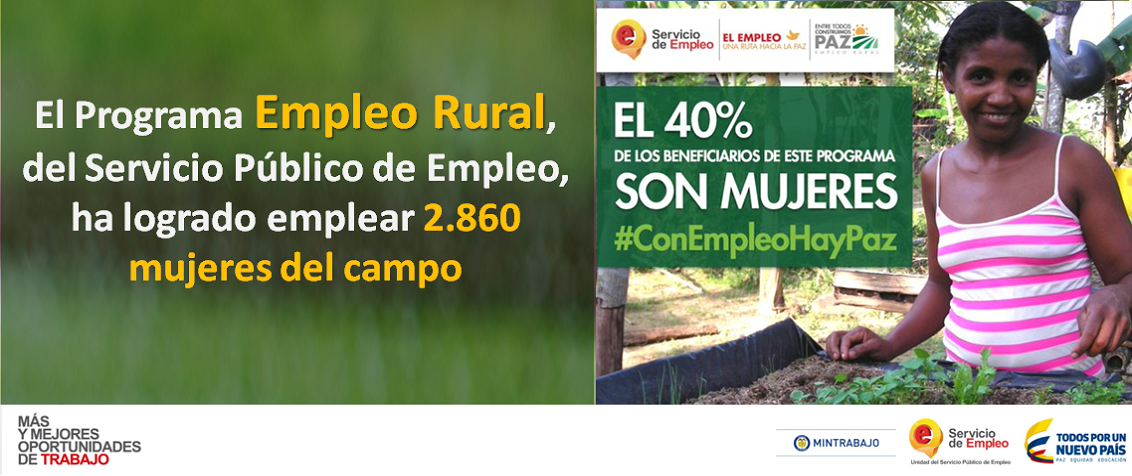 El Programa Empleo Rural,
del Servicio Público de Empleo,
ha logrado emplear 2.860
mujeres del campo
e Servicio
de Empleo
EL EMPLEO
UNA RUTA HACIA LA PAZ
ENTRE TODOS
CONSTRUIMOS
PAZ
EMPLEO RURAL
EL 40%
DE LOS BENEFICIARIOS DE ESTE PROGRAMA
SON MUJERES
#ConEmpleoHayPaz
MÁS
Y MEJORES
OPORTUNIDADES
DE TRABAJO
MINTRABAJO
e Servicio
de Empleo
Unidad del Servicio Público de Empleo
TODOS POR UN
NUEVO PAÍS
PAZ EQUIDAD EDUCACIÓN